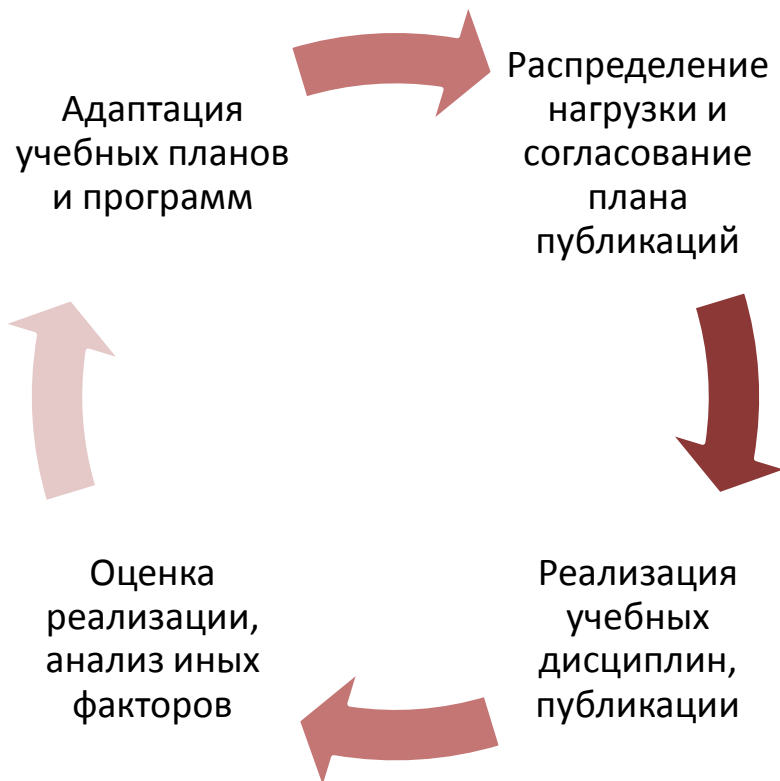 Адаптация
учебных планов
и программ
Распределение
нагрузки и
согласование
плана
публикаций
Реализация
учебных
дисциплин,
публикации
Оценка
реализации,
анализ иных
факторов